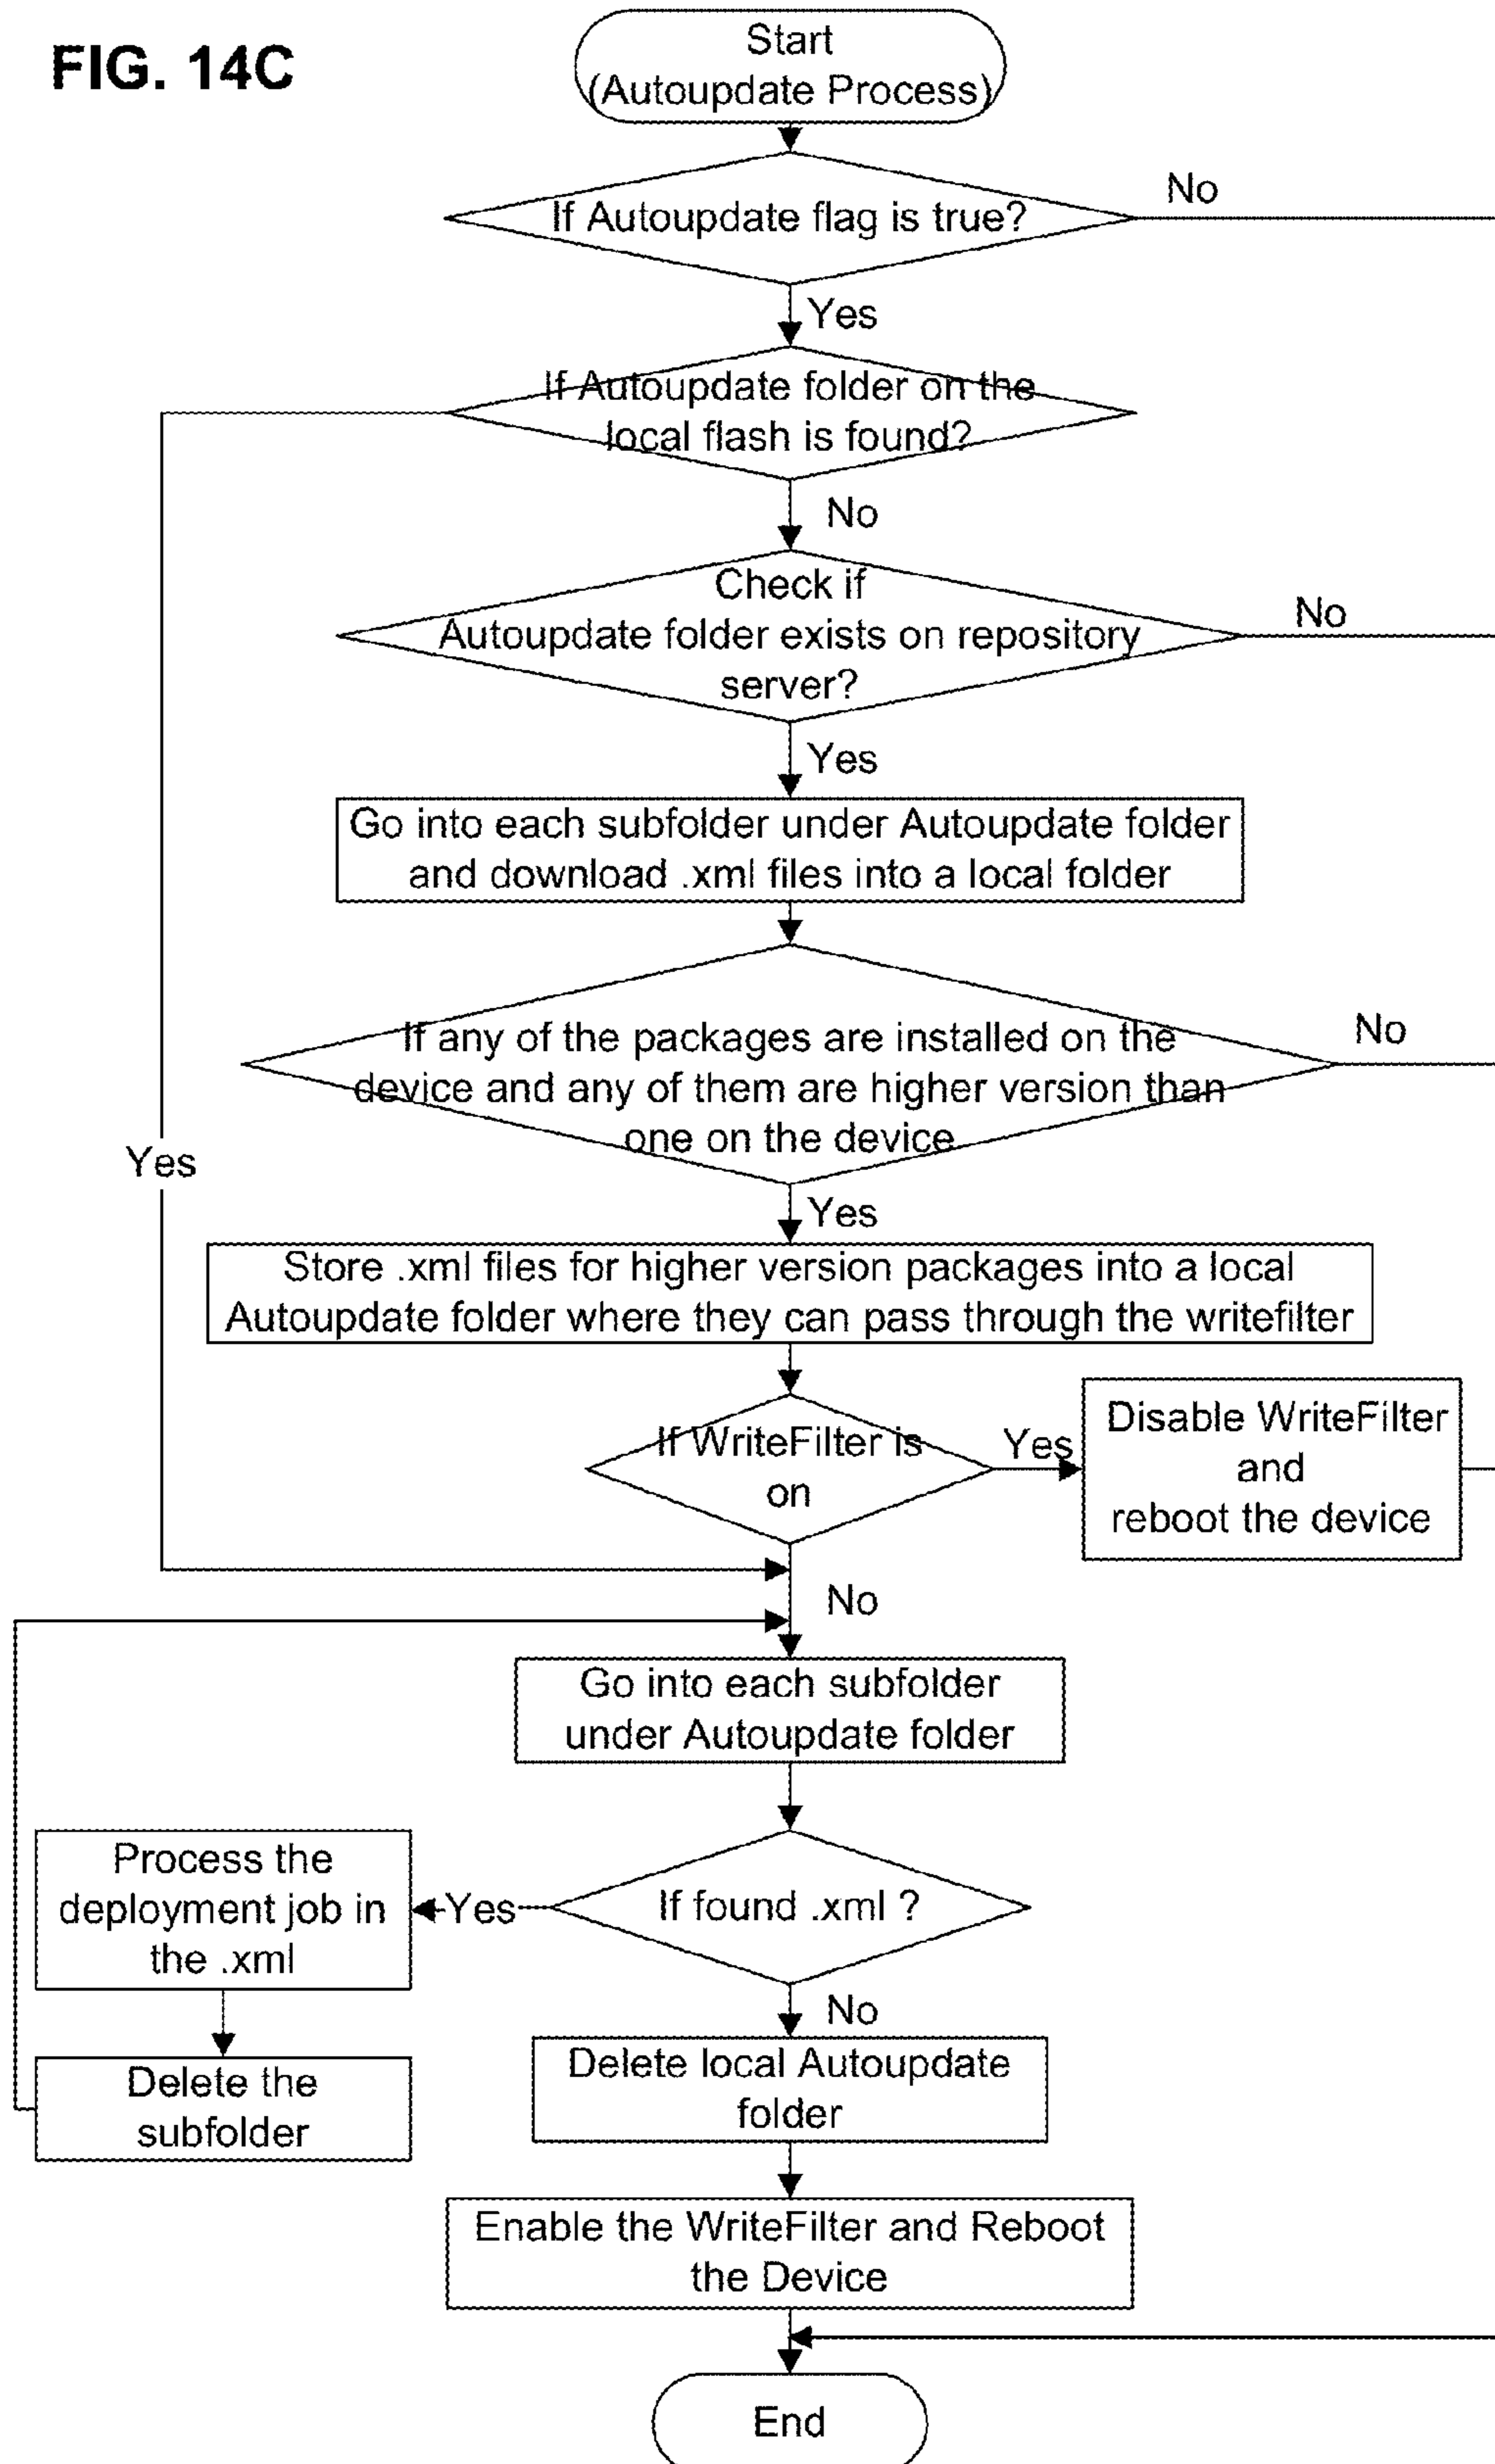 FIG. 14C
Start
(Autoupdate Process)
If Autoupdate flag is true?
No
Yes
If Autoupdate folder on the
local flash is found?
No
Check if
Autoupdate folder exists on repository
server?
No
Yes
Go into each subfolder under Autoupdate folder
and download .xml files into a local folder
If any of the packages are installed on the
device and any of them are higher version than
one on the device
No
Yes
Yes
Store .xml files for higher version packages into a local
Autoupdate folder where they can pass through the writefilter
If WriteFilter is
on
Yes
Disable WriteFilter
and
reboot the device
No
Go into each subfolder
under Autoupdate folder
If found .xml ?
Yes
Process the
deployment job in
the .xml
Delete the
subfolder
No
Delete local Autoupdate
folder
Enable the WriteFilter and Reboot
the Device
End